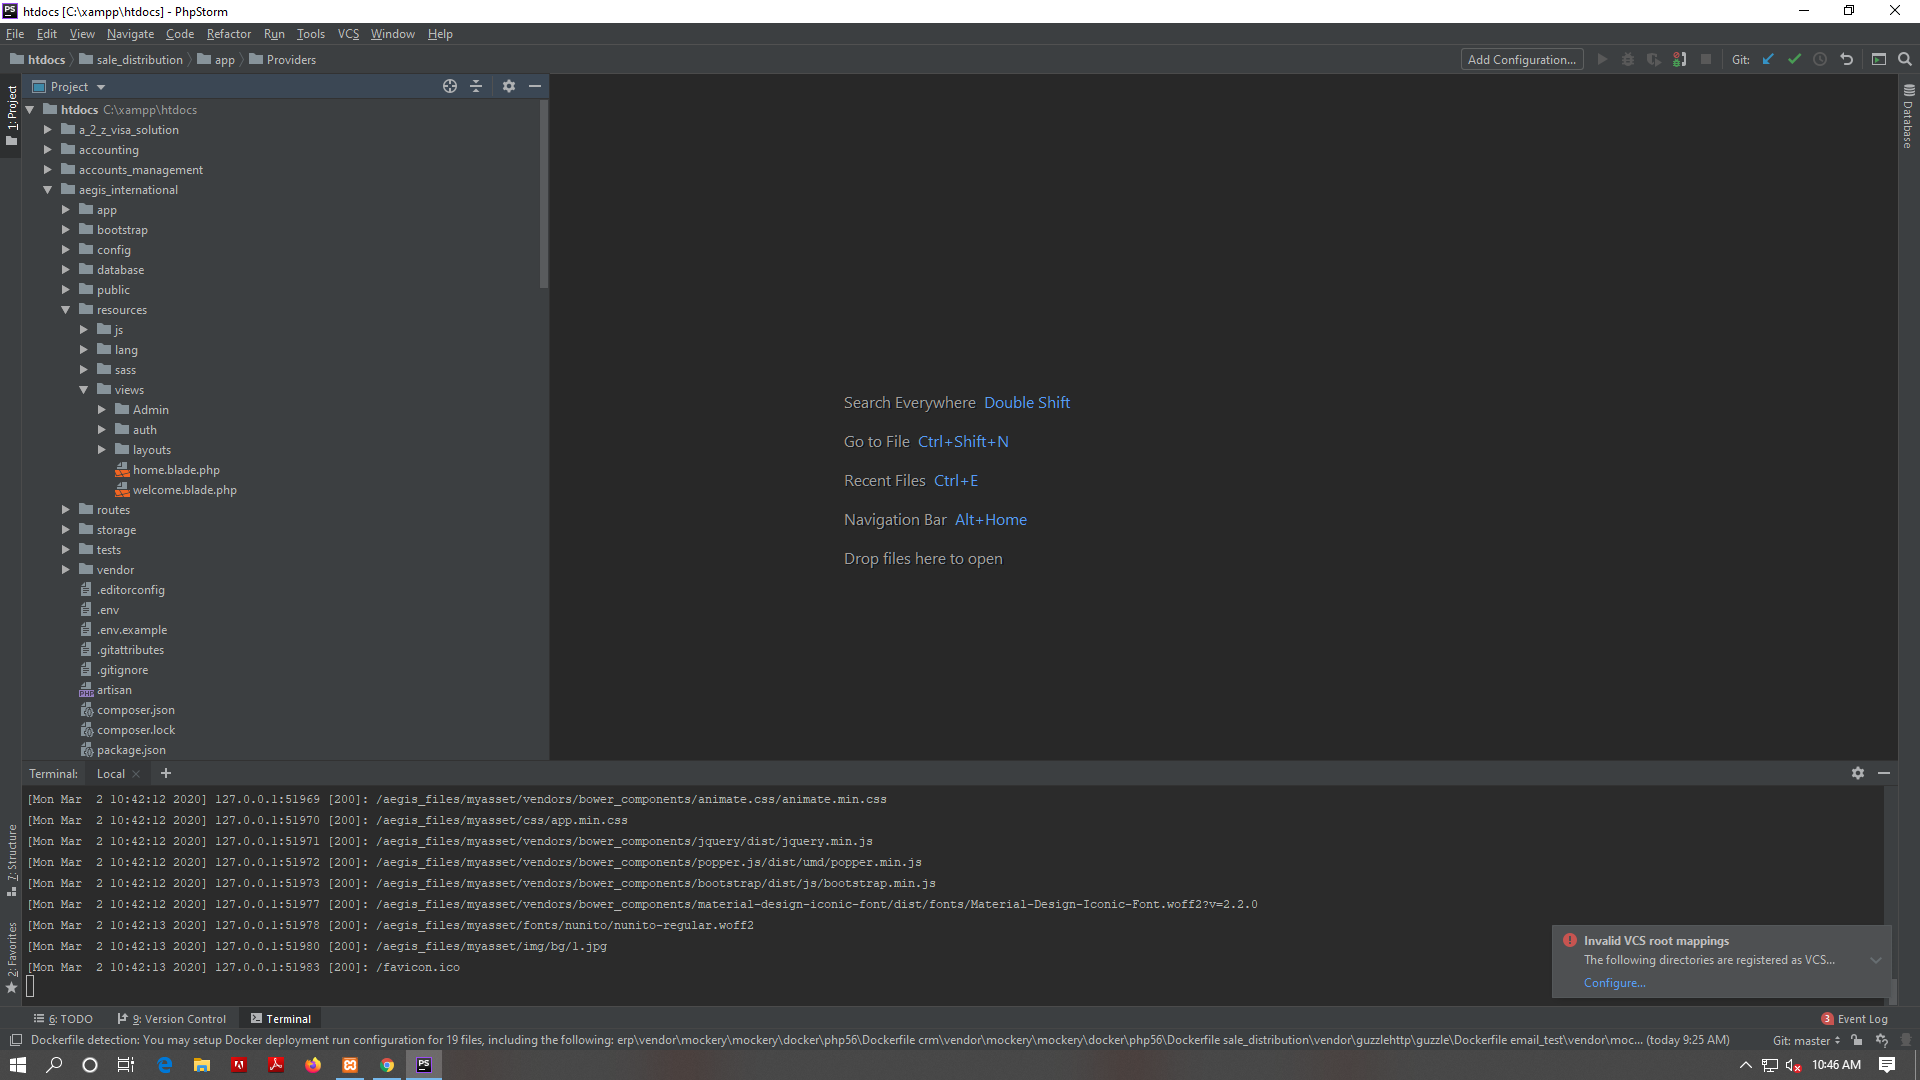 htdocs [C:\xampp\htdocs] - PhpStorm
File Edit View Navigate Code Refactor Run Tools VCS Window Help
htdocs sale_distribution app Providers
Add Configuration...
Git:
Project
1: Project
Database
htdocs C:\xampp\htdocs
a_2_z_visa_solution
accounting
accounts_management
aegis_international
app
bootstrap
config
database
public
resources
js
lang
sass
views
Admin
auth
layouts
home.blade.php
welcome.blade.php
routes
storage
tests
vendor
.editorconfig
.env
.env.example
.gitattributes
.gitignore
artisan
composer.json
composer.lock
package.json
Search Everywhere Double Shift
Go to File Ctrl+Shift+N
Recent Files Ctrl+E
Navigation Bar Alt+Home
Drop files here to open
7: Structure
2: Favorites
Terminal: Local
[Mon Mar  2 10:42:12 2020] 127.0.0.1:51969 [200]: /aegis_files/myasset/vendors/bower_components/animate.css/animate.min.css
[Mon Mar  2 10:42:12 2020] 127.0.0.1:51970 [200]: /aegis_files/myasset/css/app.min.css
[Mon Mar  2 10:42:12 2020] 127.0.0.1:51971 [200]: /aegis_files/myasset/vendors/bower_components/jquery/dist/jquery.min.js
[Mon Mar  2 10:42:12 2020] 127.0.0.1:51972 [200]: /aegis_files/myasset/vendors/bower_components/popper.js/dist/umd/popper.min.js
[Mon Mar  2 10:42:12 2020] 127.0.0.1:51973 [200]: /aegis_files/myasset/vendors/bower_components/bootstrap/dist/js/bootstrap.min.js
[Mon Mar  2 10:42:12 2020] 127.0.0.1:51977 [200]: /aegis_files/myasset/vendors/bower_components/material-design-iconic-font/dist/fonts/Material-Design-Iconic-Font.woff2?v=2.2.0
[Mon Mar  2 10:42:13 2020] 127.0.0.1:51978 [200]: /aegis_files/myasset/fonts/nunito/nunito-regular.woff2
[Mon Mar  2 10:42:13 2020] 127.0.0.1:51980 [200]: /aegis_files/myasset/img/bg/1.jpg
[Mon Mar  2 10:42:13 2020] 127.0.0.1:51983 [200]: /favicon.ico
Invalid VCS root mappings
The following directories are registered as VCS...
Configure...
6: TODO 9: Version Control Terminal
3 Event Log
Dockerfile detection: You may setup Docker deployment run configuration for 19 files, including the following: erp\vendor\mockery\mockery\docker\php56\Dockerfile crm\vendor\mockery\mockery\docker\php56\Dockerfile sale_distribution\vendor\guzzlehttp\guzzle\Dockerfile email_test\vendor\moc... (today 9:25 AM)
Git: master
10:46 AM